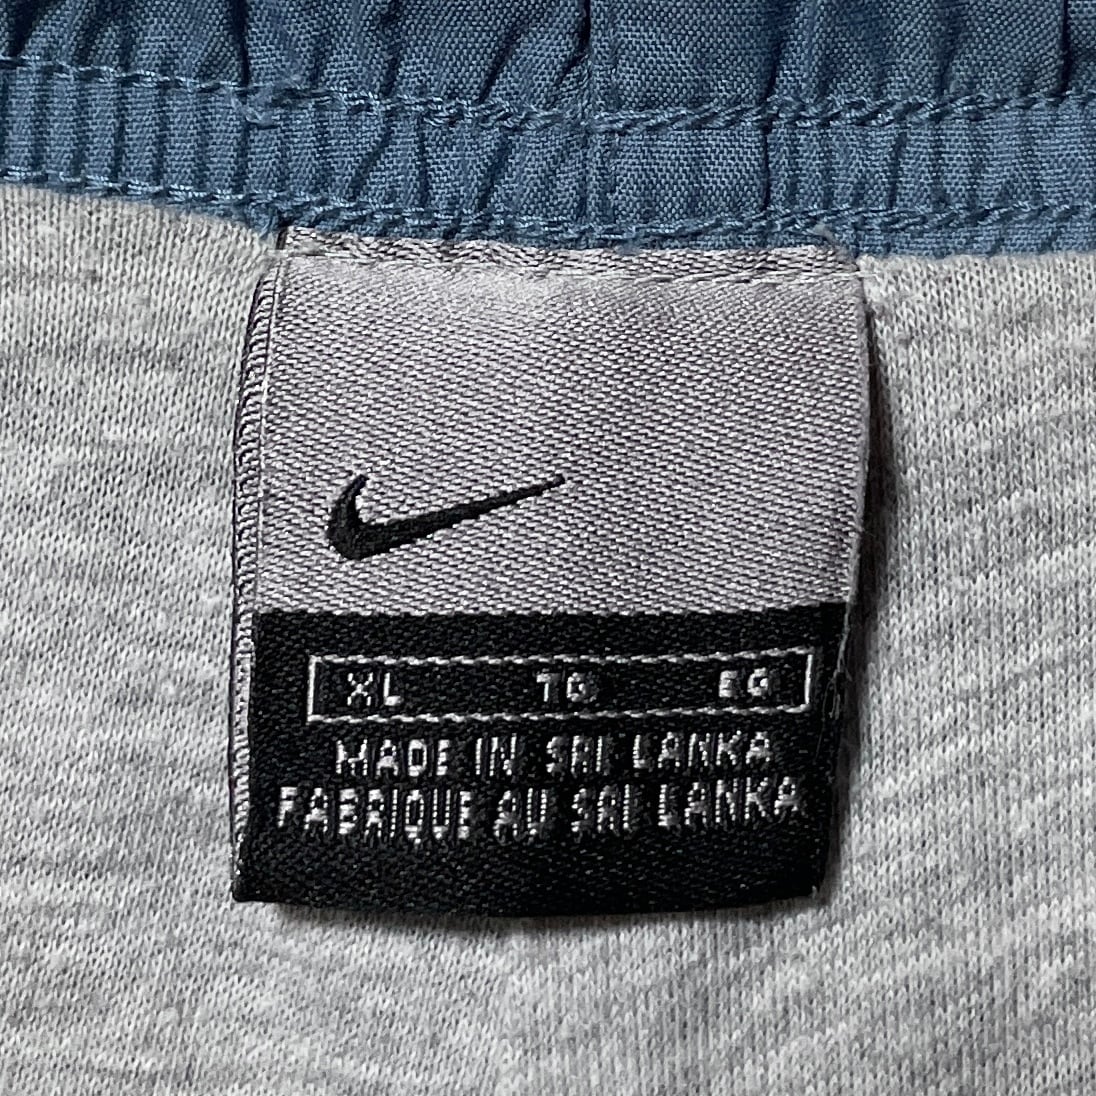 XL TG EG
MADE IN SRI LANKA
FABRIQUE AU SRI LANKA